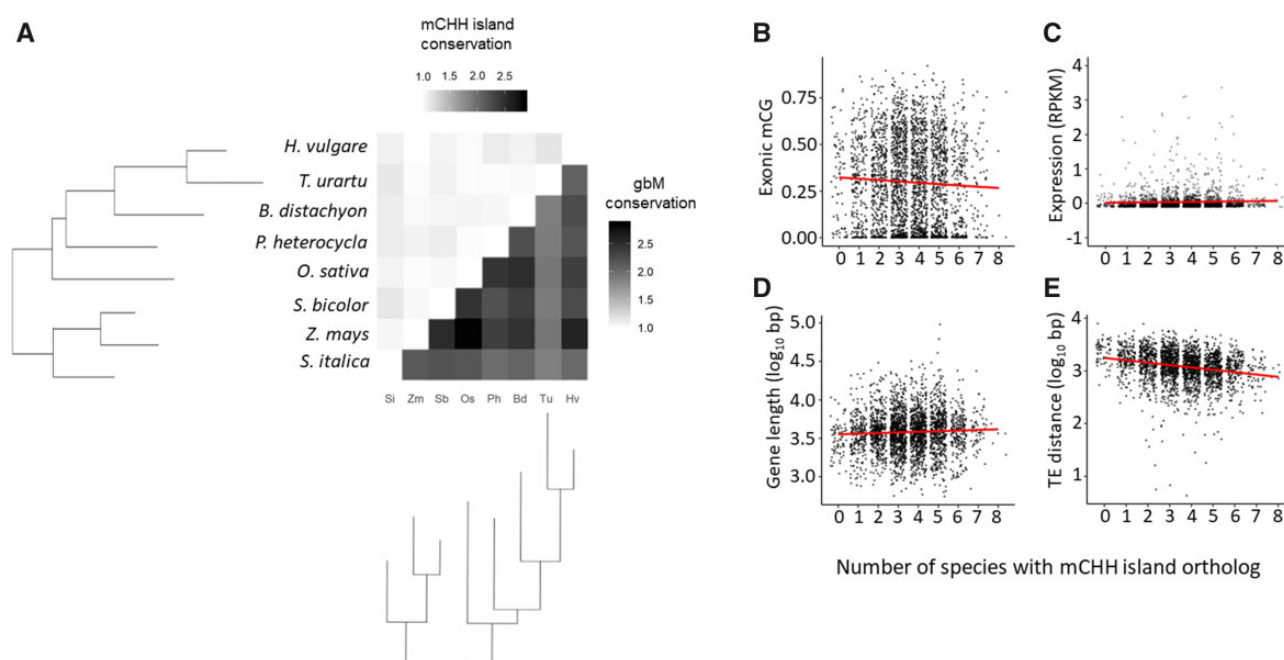 A
mCHH island
conservation
1.0 1.5 2.0 2.5
H. vulgare
T. urartu
B. distachyon
P. heterocycla
O. sativa
S. bicolor
Z. mays
S. italica
Si Zm Sb Os Ph Bd Tu Hv
gbM
conservation
2.5
2.0
1.5
1.0
B
Exonic mCG
0.75
0.50
0.25
0.00
0 1 2 3 4 5 6 7 8
C
Expression (RPKM)
4
3
2
1
0
-1
0 1 2 3 4 5 6 7 8
D
Gene length (log10 bp)
5.0
4.5
4.0
3.5
3.0
0 1 2 3 4 5 6 7 8
E
TE distance (log10 bp)
4
3
2
1
0 1 2 3 4 5 6 7 8
Number of species with mCHH island ortholog